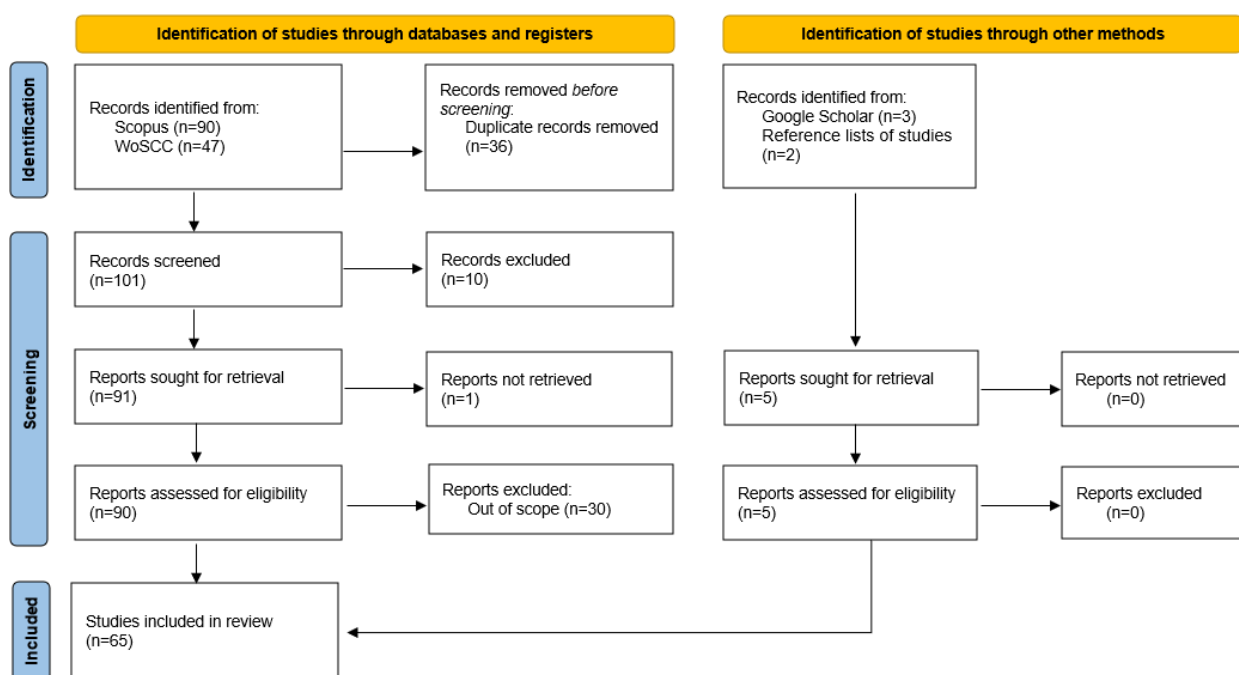 Identification of studies through databases and registers
Identification of studies through other methods
Identification
Records identified from:
Scopus (n=90)
WoSCC (n=47)
Records removed before
screening:
Duplicate records removed
(n=36)
Records identified from:
Google Scholar (n=3)
Reference lists of studies
(n=2)
Screening
Records screened
(n=101)
Records excluded
(n=10)
Reports sought for retrieval
(n=91)
Reports not retrieved
(n=1)
Reports sought for retrieval
(n=5)
Reports not retrieved
(n=0)
Reports assessed for eligibility
(n=90)
Reports excluded:
Out of scope (n=30)
Reports assessed for eligibility
(n=5)
Reports excluded
(n=0)
Included
Studies included in review
(n=65)